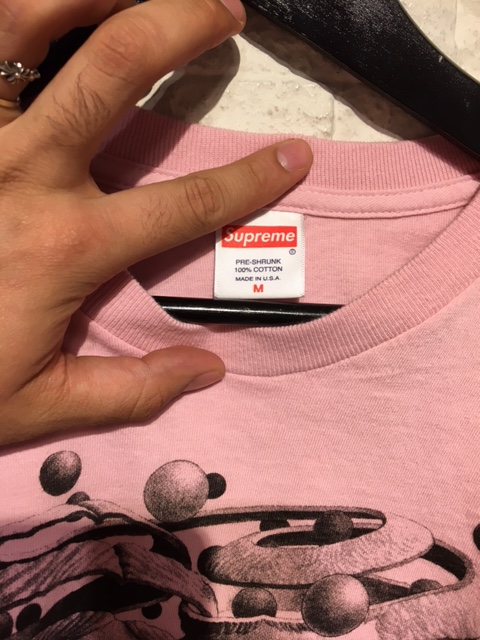 Supreme
®
PRE-SHRUNK
100% COTTON
MADE IN U.S.A.
M